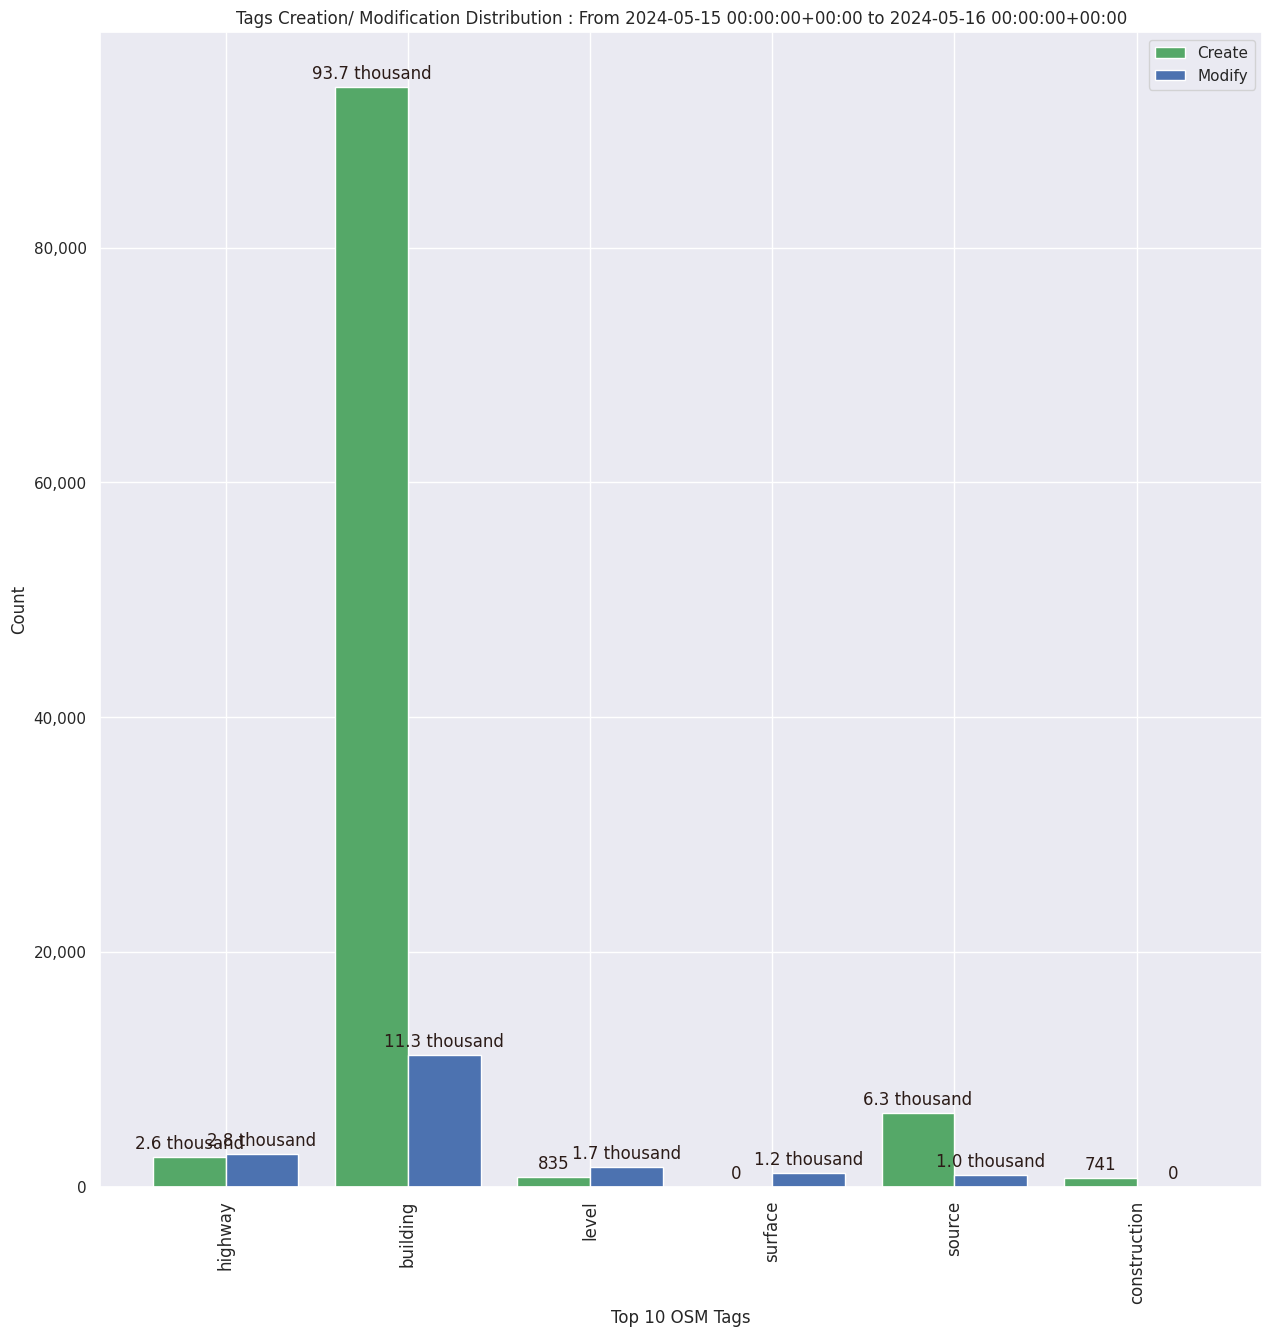 Tags Creation/ Modification Distribution : From 2024-05-15 00:00:00+00:00 to 2024-05-16 00:00:00+00:00
Create
Modify
93.7 thousand
80,000
60,000
Count
40,000
20,000
11.3 thousand
6.3 thousand
2.6 thousand
2.8 thousand
835
1.7 thousand
0
1.2 thousand
1.0 thousand
741
0
0
highway
building
level
surface
source
construction
Top 10 OSM Tags